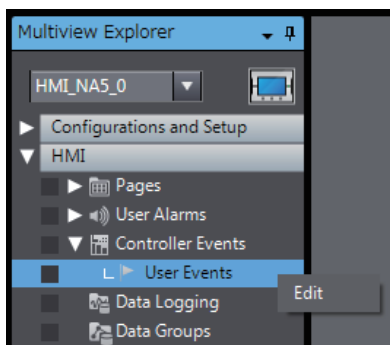 Multiview Explorer
HMI_NA5_0
Configurations and Setup
HMI
Pages
User Alarms
Controller Events
User Events
Edit
Data Logging
Data Groups